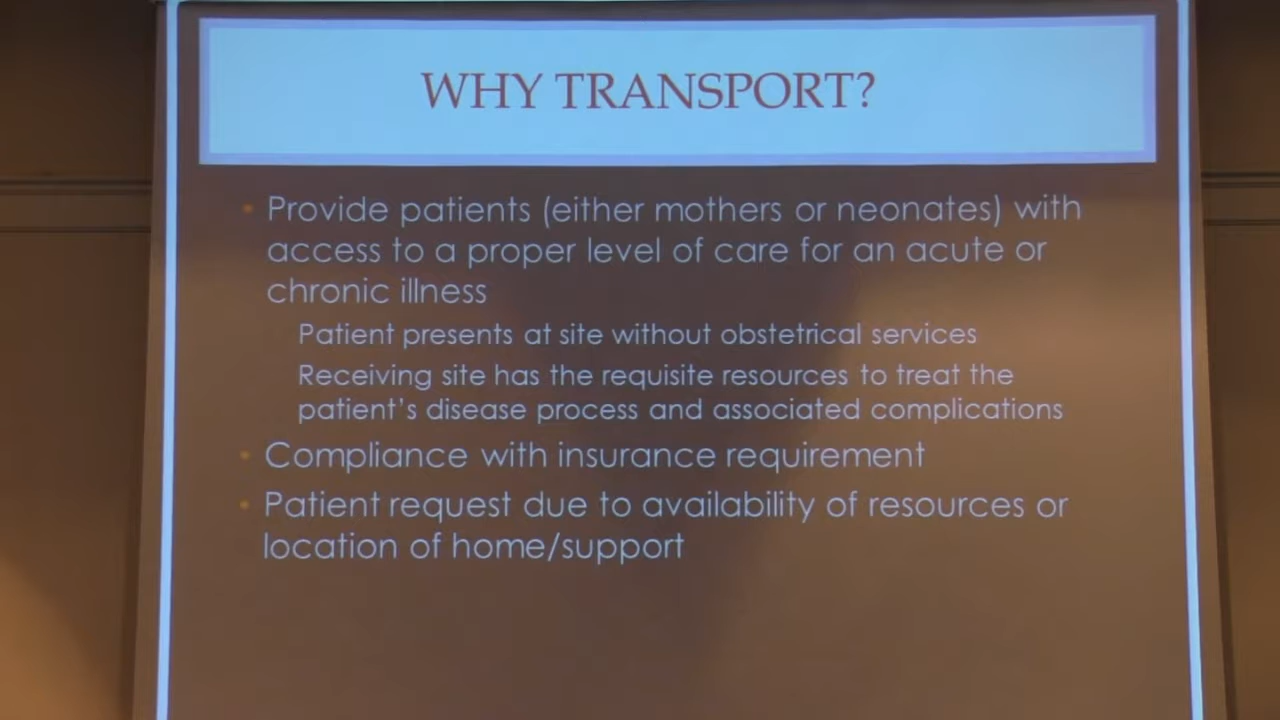 WHY TRANSPORT?
• Provide patients (either mothers or neonates) with
access to a proper level of care for an acute or
chronic illness
Patient presents at site without obstetrical services
Receiving site has the requisite resources to treat the
patient's disease process and associated complications
• Compliance with insurance requirement
• Patient request due to availability of resources or
location of home/support